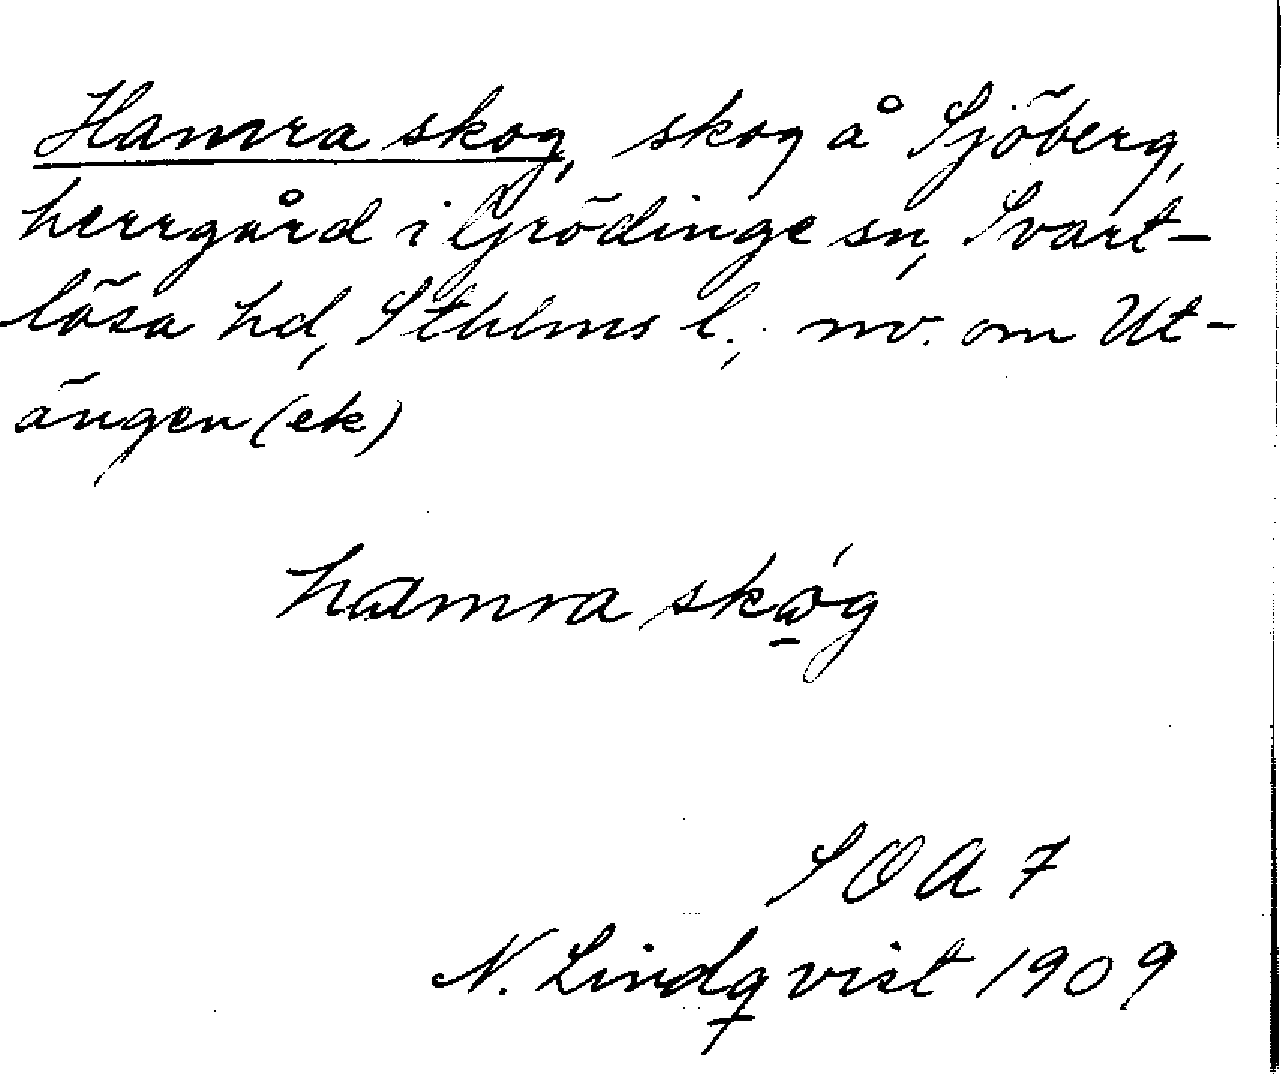 Hamra skog, skog å Sjöberg,
herrgård i Grödinge sn, Svart-
lösa hd, Sthlms l.; nv. om Ut-
ängen (ek)
hamra skǫ́g
SOA 7
N. Lindqvist 1909